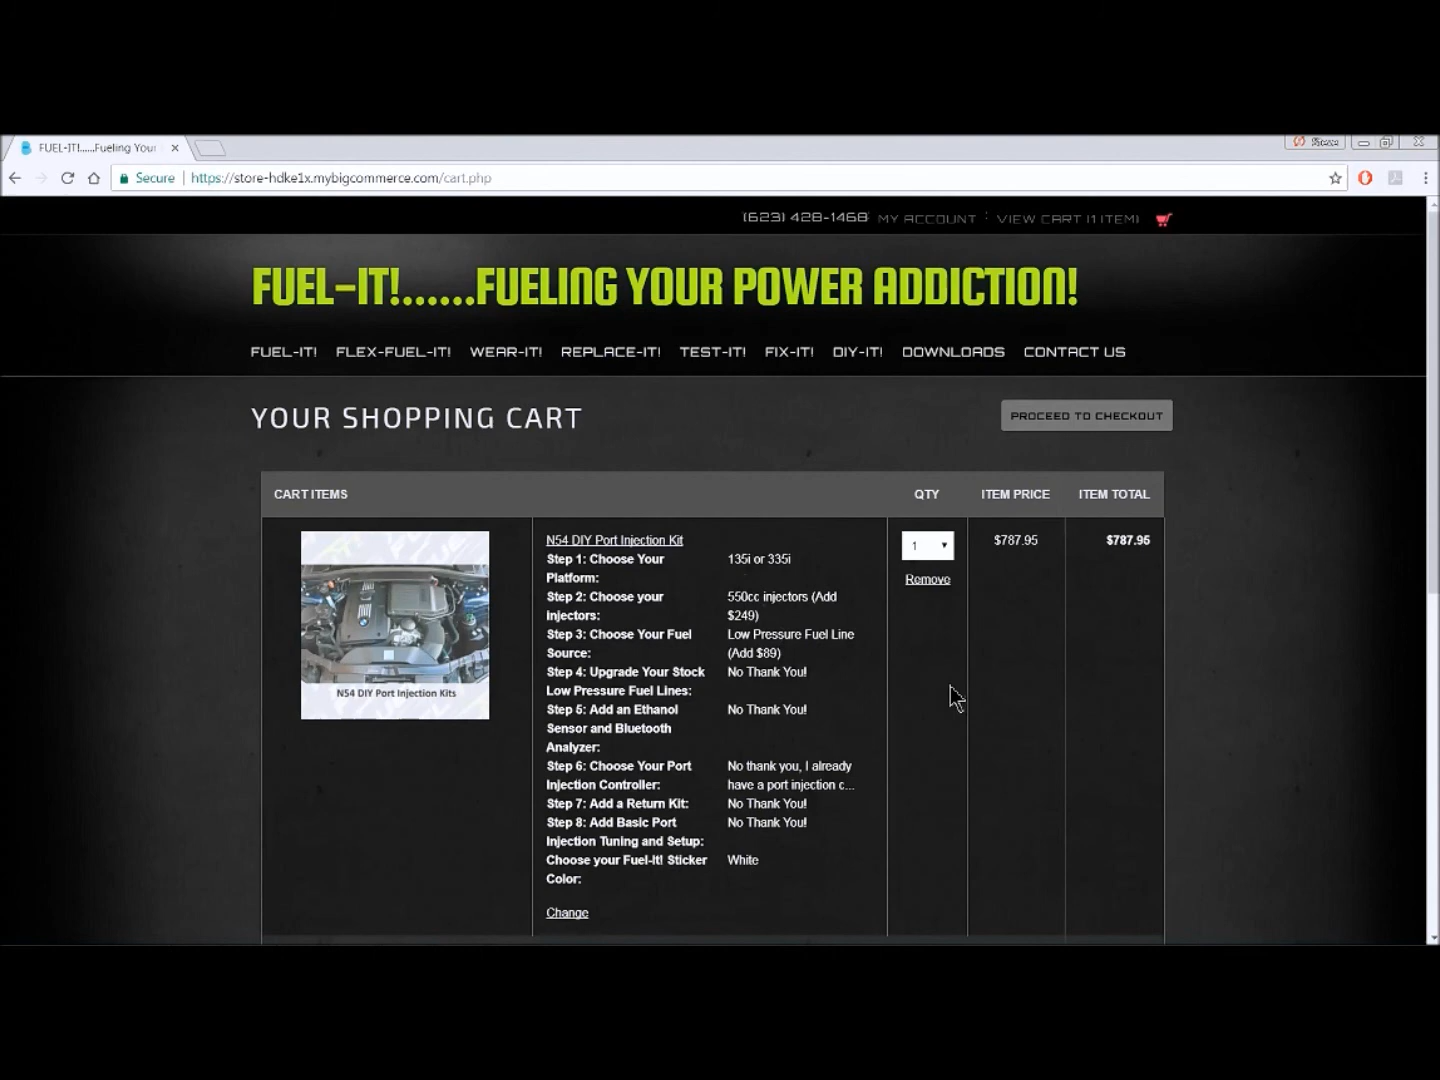 FUEL-IT!......Fueling Your
Secure | https://store-hdke1x.mybigcommerce.com/cart.php
(623) 428-1468 MY ACCOUNT : VIEW CART (1 ITEM)
FUEL-IT!......FUELING YOUR POWER ADDICTION!
FUEL-IT! FLEX-FUEL-IT! WEAR-IT! REPLACE-IT! TEST-IT! FIX-IT! DIY-IT! DOWNLOADS CONTACT US
YOUR SHOPPING CART
PROCEED TO CHECKOUT
CART ITEMS QTY ITEM PRICE ITEM TOTAL
N54 DIY Port Injection Kits
N54 DIY Port Injection Kit
Step 1: Choose Your 135i or 335i
Platform:
Step 2: Choose your 550cc injectors (Add
Injectors: $249)
Step 3: Choose Your Fuel Low Pressure Fuel Line
Source: (Add $89)
Step 4: Upgrade Your Stock No Thank You!
Low Pressure Fuel Lines:
Step 5: Add an Ethanol No Thank You!
Sensor and Bluetooth
Analyzer:
Step 6: Choose Your Port No thank you, I already
Injection Controller: have a port injection c...
Step 7: Add a Return Kit: No Thank You!
Step 8: Add Basic Port No Thank You!
Injection Tuning and Setup:
Choose your Fuel-It! Sticker White
Color:
Change
1
Remove
$787.95
$787.95